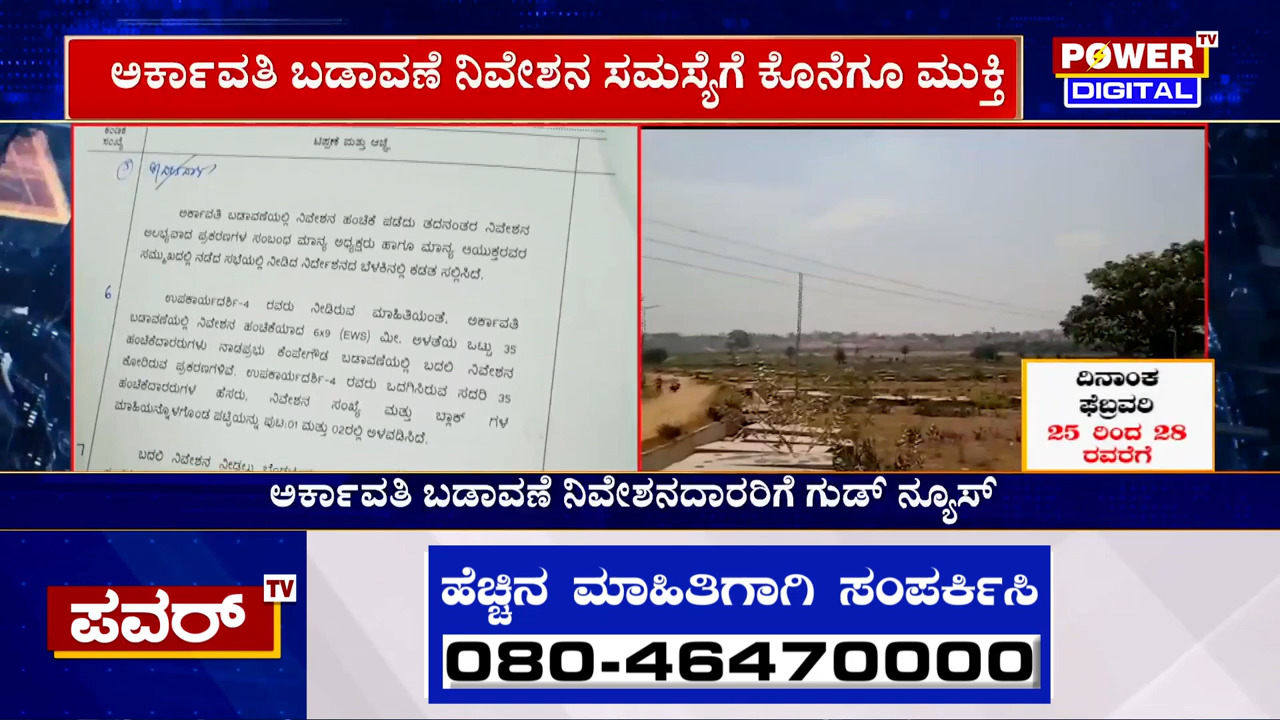 ಅರ್ಕಾವತಿ ಬಡಾವಣೆ ನಿವೇಶನ ಸಮಸ್ಯೆಗೆ ಕೊನೆಗೂ ಮುಕ್ತಿ
POWER TV
DIGITAL
ಕಂಡಿಕೆ
ಸಂಖ್ಯೆ
ಟಿಪ್ಪಣಿ ಮತ್ತು ಆಜ್ಞೆ
ಅರ್ಕಾವತಿ ಬಡಾವಣೆಯಲ್ಲಿ ನಿವೇಶನ ಹಂಚಿಕೆ ಪಡೆದು ತದನಂತರ ನಿವೇಶನ
ಅಲಭ್ಯವಾದ ಪ್ರಕರಣಗಳ ಸಂಬಂಧ ಮಾನ್ಯ ಅಧ್ಯಕ್ಷರು ಹಾಗೂ ಮಾನ್ಯ ಆಯುಕ್ತರವರ
ಸಮ್ಮುಖದಲ್ಲಿ ನಡೆದ ಸಭೆಯಲ್ಲಿ ನೀಡಿದ ನಿರ್ದೇಶನದ ಬೆಳಕಿನಲ್ಲಿ ಕಡತ ಸಲ್ಲಿಸಿದೆ.
6
ಉಪಕಾರ್ಯದರ್ಶಿ-4 ರವರು ನೀಡಿರುವ ಮಾಹಿತಿಯಂತೆ, ಅರ್ಕಾವತಿ
ಬಡಾವಣೆಯಲ್ಲಿ ನಿವೇಶನ ಹಂಚಿಕೆಯಾದ 6x9 (EWS) ಮೀ. ಅಳತೆಯ ಒಟ್ಟು 35
ಹಂಚಿಕೆದಾರರುಗಳು ನಾಡಪ್ರಭು ಕೆಂಪೇಗೌಡ ಬಡಾವಣೆಯಲ್ಲಿ ಬದಲಿ ನಿವೇಶನ
ಕೋರಿರುವ ಪ್ರಕರಣಗಳಿವೆ. ಉಪಕಾರ್ಯದರ್ಶಿ-4 ರವರು ಒದಗಿಸಿರುವ ಸದರಿ 35
ಹಂಚಿಕೆದಾರರುಗಳ ಹೆಸರು, ನಿವೇಶನ ಸಂಖ್ಯೆ ಮತ್ತು ಬ್ಲಾಕ್ ಗಳ
ಮಾಹಿಯನ್ನೊಳಗೊಂಡ ಪಟ್ಟಿಯನ್ನು ಪುಟ:01 ಮತ್ತು 02ರಲ್ಲಿ ಅಳವಡಿಸಿದೆ.
7
ಬದಲಿ ನಿವೇಶನ ನೀಡಲು
ದಿನಾಂಕ
ಫೆಬ್ರವರಿ
25 ರಿಂದ 28
ರವರೆಗೆ
ಅರ್ಕಾವತಿ ಬಡಾವಣೆ ನಿವೇಶನದಾರರಿಗೆ ಗುಡ್ ನ್ಯೂಸ್
ಪವರ್ TV
ಹೆಚ್ಚಿನ ಮಾಹಿತಿಗಾಗಿ ಸಂಪರ್ಕಿಸಿ
080-46470000